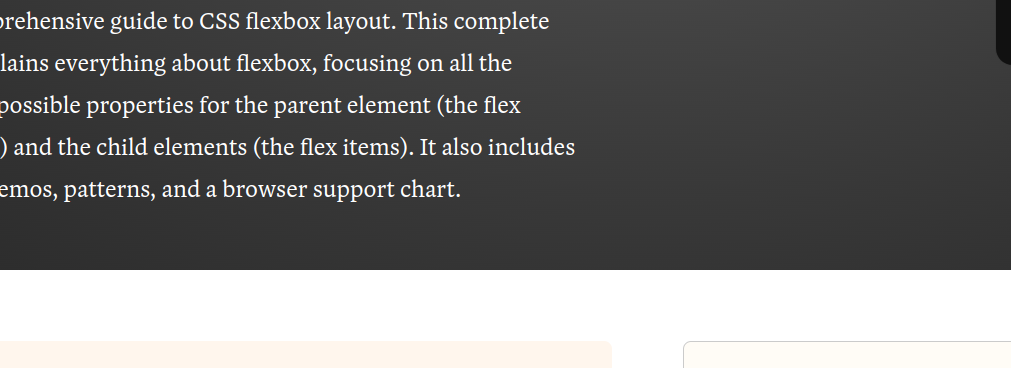 prehensive guide to CSS flexbox layout. This complete
lains everything about flexbox, focusing on all the
possible properties for the parent element (the flex
) and the child elements (the flex items). It also includes
emos, patterns, and a browser support chart.